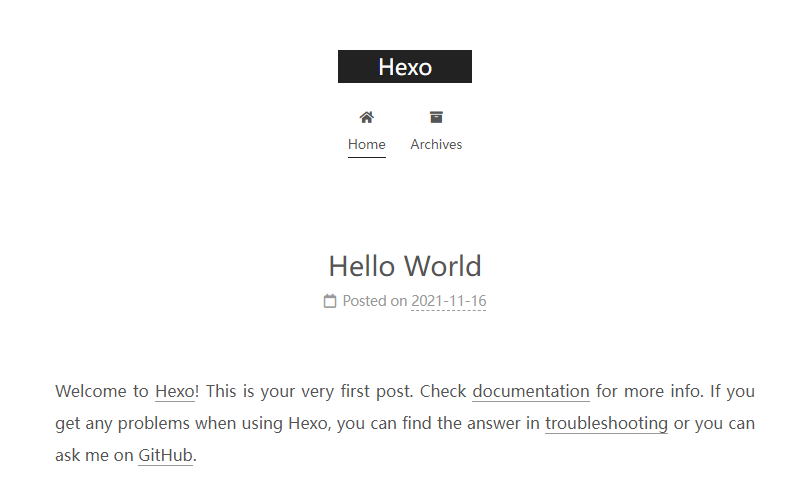 Hexo
Home
Archives
Hello World
Posted on 2021-11-16
Welcome to Hexo! This is your very first post. Check documentation for more info. If you
get any problems when using Hexo, you can find the answer in troubleshooting or you can
ask me on GitHub.